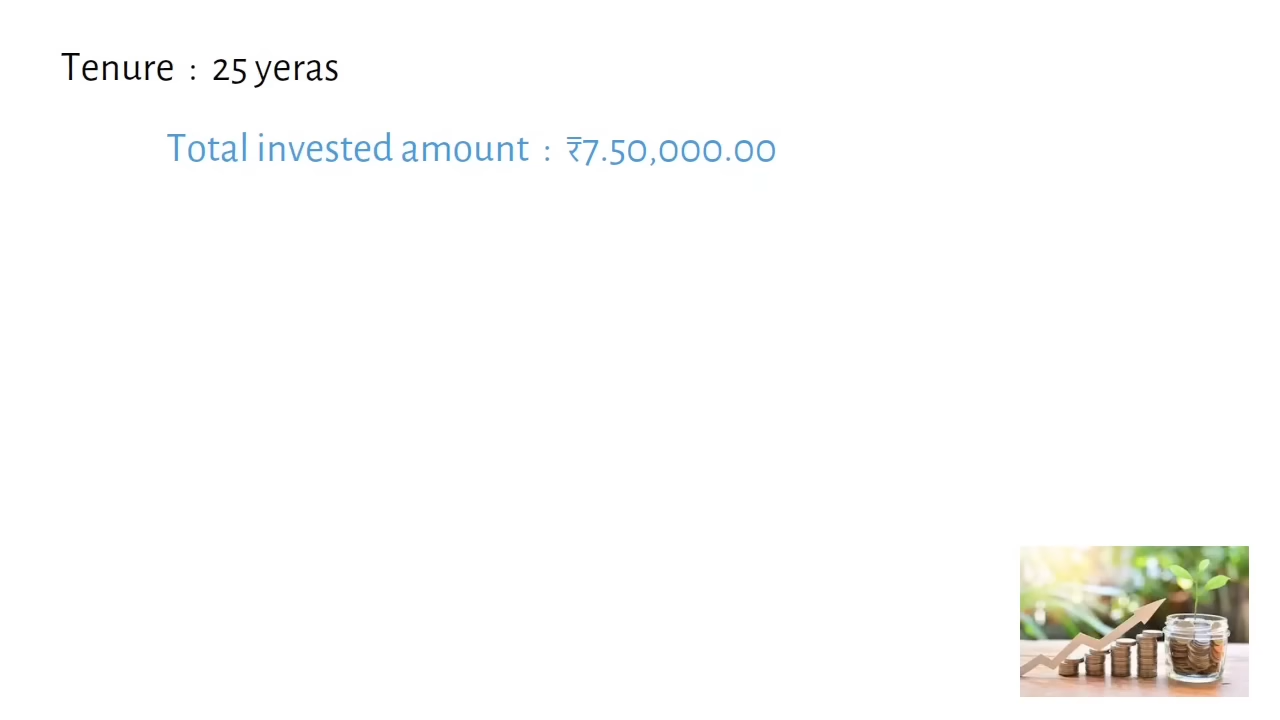 Tenure : 25 yeras
Total invested amount : ₹7.50,000.00